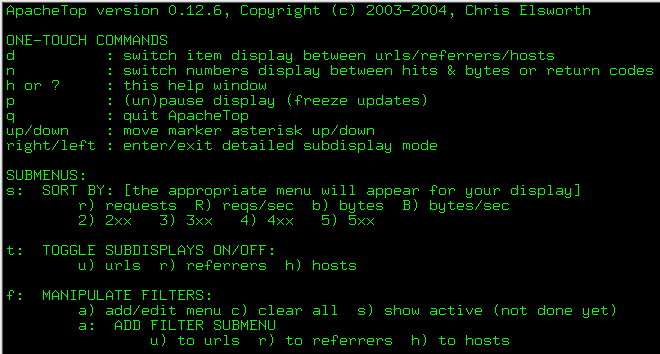 ApacheTop version 0.12.6, Copyright (c) 2003-2004, Chris Elsworth
ONE-TOUCH COMMANDS
d : switch item display between urls/referrers/hosts
n : switch numbers display between hits & bytes or return codes
h or ? : this help window
p : (un)pause display (freeze updates)
q : quit ApacheTop
up/down : move marker asterisk up/down
right/left : enter/exit detailed subdisplay mode
SUBMENUS:
s: SORT BY: [the appropriate menu will appear for your display]
r) requests R) reqs/sec b) bytes B) bytes/sec
2) 2xx 3) 3xx 4) 4xx 5) 5xx
t: TOGGLE SUBDISPLAYS ON/OFF:
u) urls r) referrers h) hosts
f: MANIPULATE FILTERS:
a) add/edit menu c) clear all s) show active (not done yet)
a: ADD FILTER SUBMENU
u) to urls r) to referrers h) to hosts